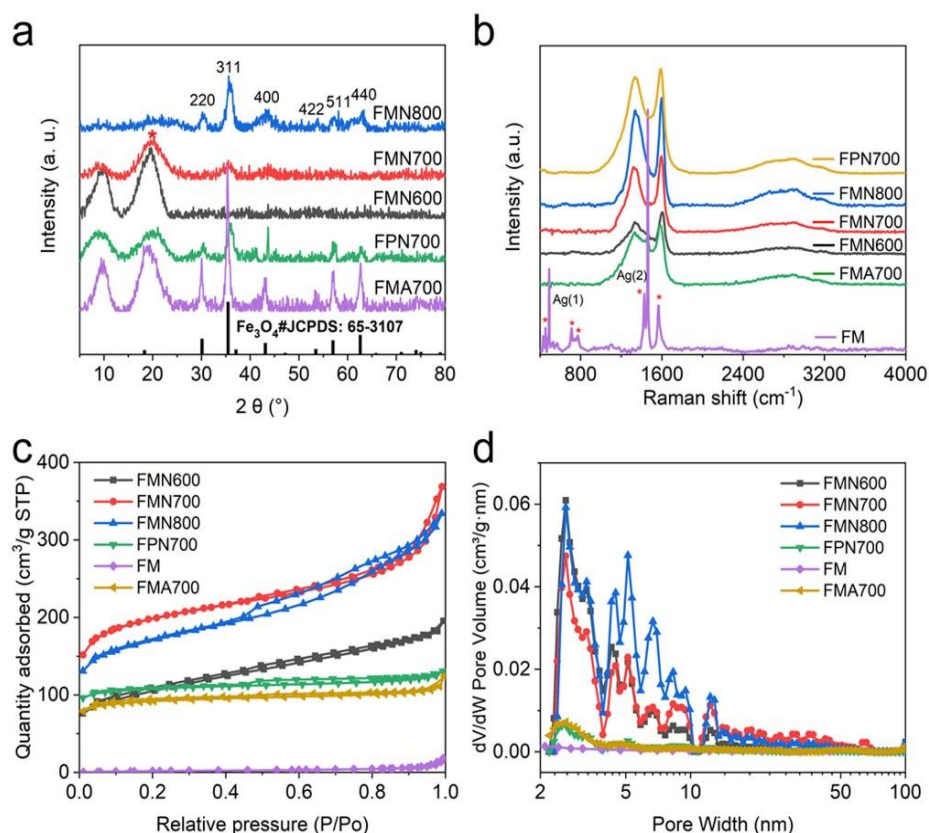 a
311
220
400
422
511
440
FMN800
*
FMN700
FMN600
FPN700
FMA700
Fe₃O₄#JCPDS: 65-3107
Intensity (a. u.)
10 20 30 40 50 60 70 80
2 θ (°)
b
FPN700
FMN800
FMN700
FMN600
FMA700
Ag(1)
Ag(2)
* * * * * *
FM
Intensity (a.u.)
800 1600 2400 3200 4000
Raman shift (cm⁻¹)
c
400
300
200
100
0
FMN600
FMN700
FMN800
FPN700
FM
FMA700
Quantity adsorbed (cm³/g STP)
0.0 0.2 0.4 0.6 0.8 1.0
Relative pressure (P/Po)
d
0.06
0.04
0.02
0.00
FMN600
FMN700
FMN800
FPN700
FM
FMA700
dV/dW Pore Volume (cm³/g·nm)
2 5 10 100
Pore Width (nm)